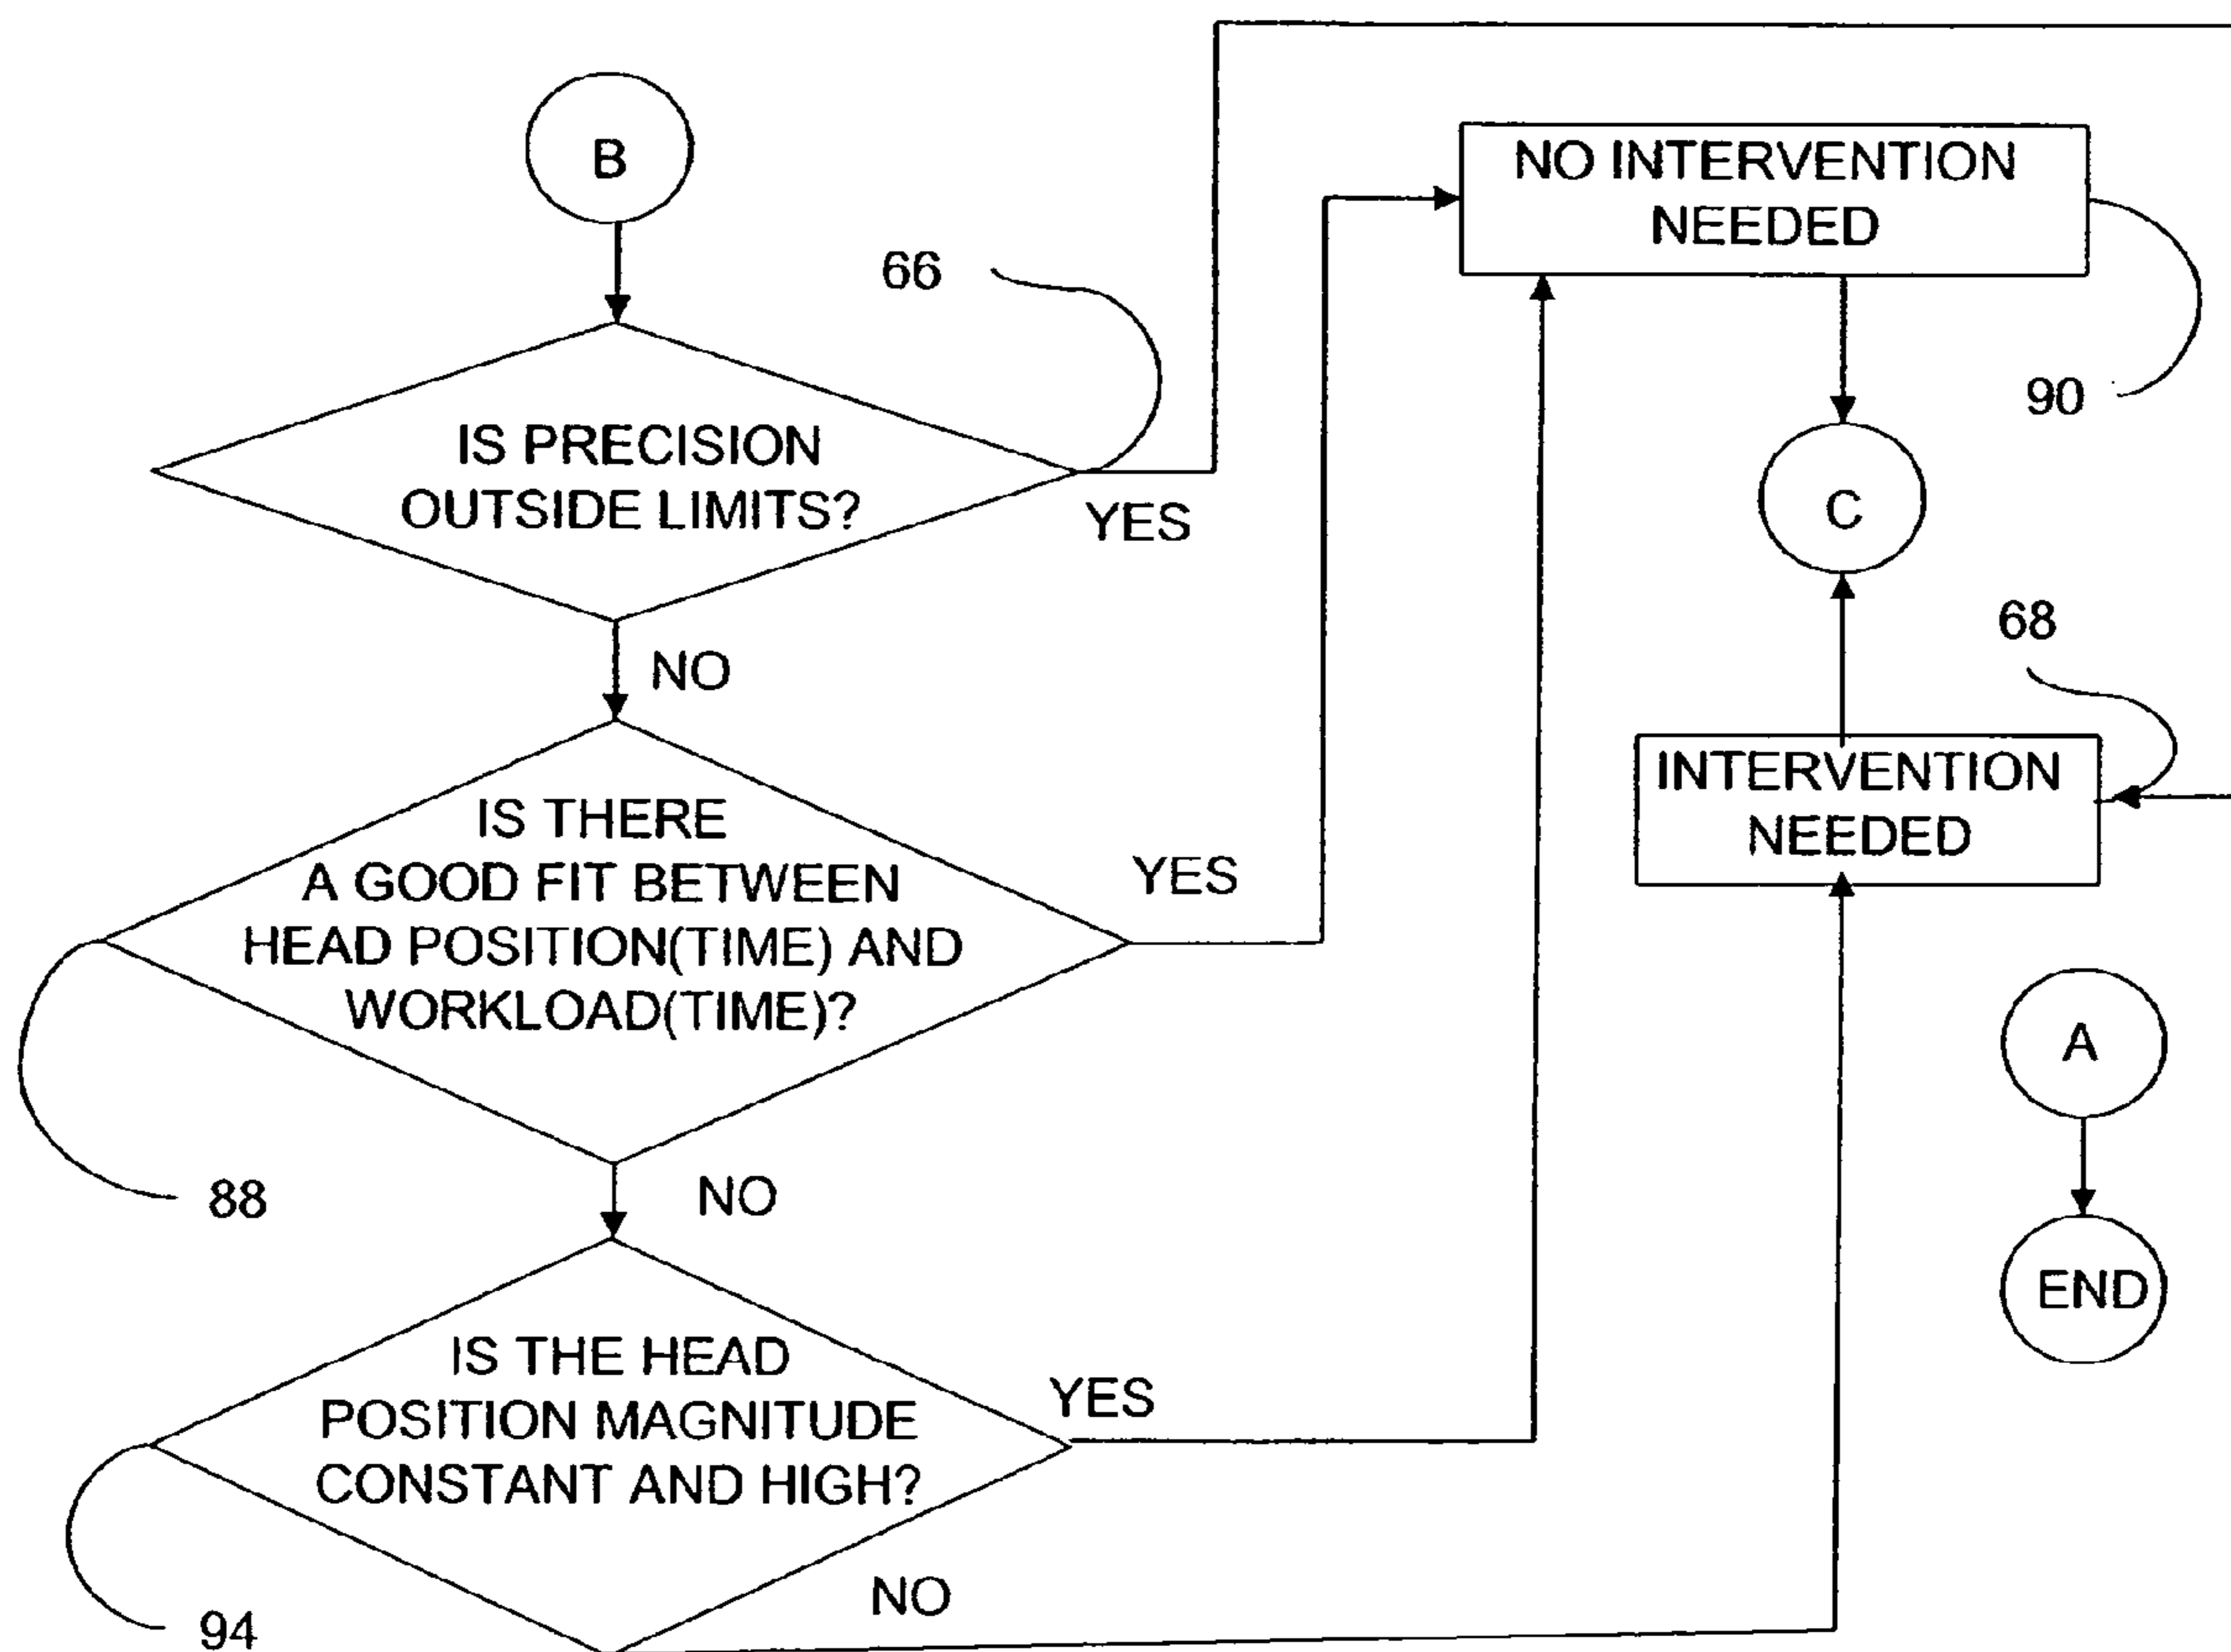 B
66
IS PRECISION
OUTSIDE LIMITS?
YES
NO
NO INTERVENTION
NEEDED
90
C
68
INTERVENTION
NEEDED
IS THERE
A GOOD FIT BETWEEN
HEAD POSITION(TIME) AND
WORKLOAD(TIME)?
YES
88
NO
A
END
IS THE HEAD
POSITION MAGNITUDE
CONSTANT AND HIGH?
YES
NO
94